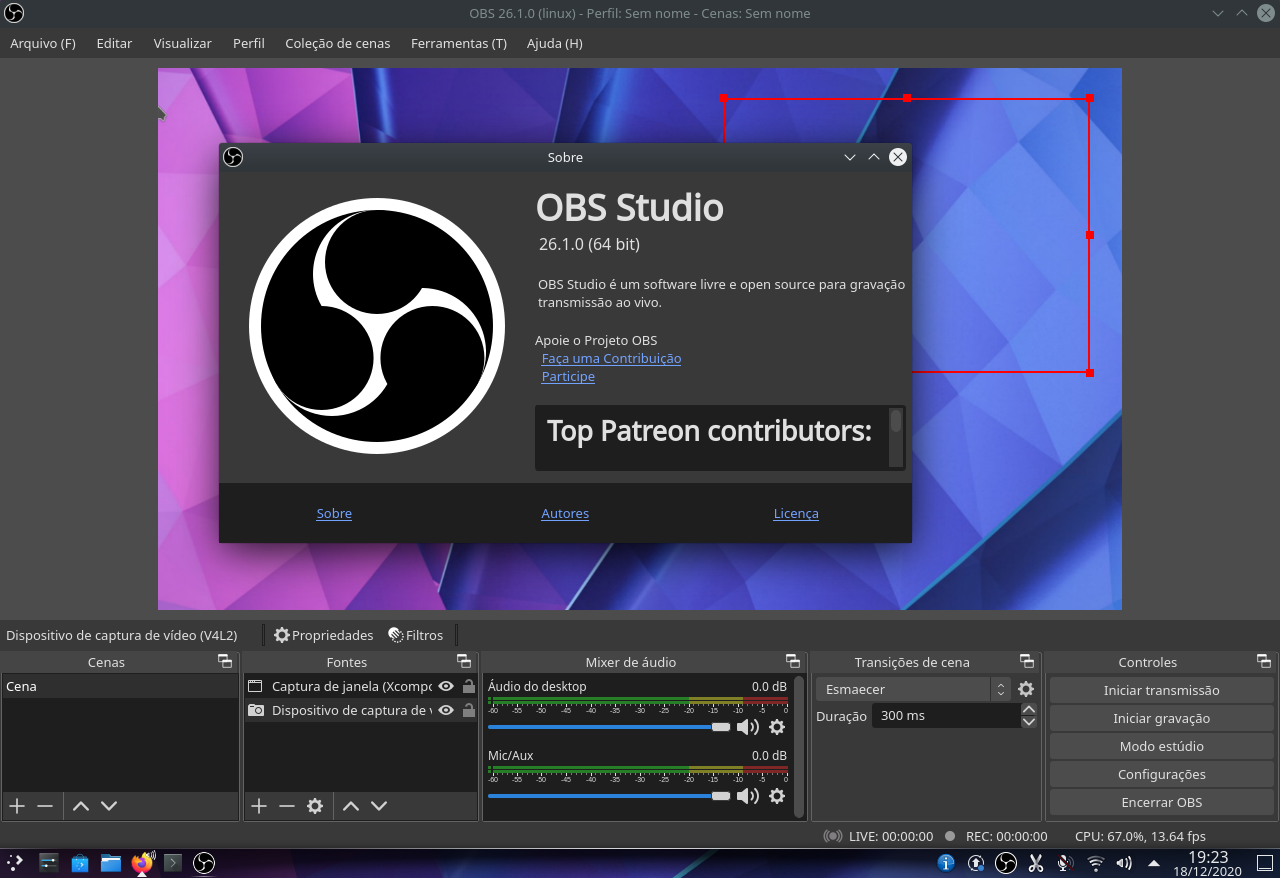 OBS 26.1.0 (linux) - Perfil: Sem nome - Cenas: Sem nome
Arquivo (F) Editar Visualizar Perfil Coleção de cenas Ferramentas (T) Ajuda (H)
Sobre
OBS Studio
26.1.0 (64 bit)
OBS Studio é um software livre e open source para gravação
transmissão ao vivo.
Apoie o Projeto OBS
Faça uma Contribuição
Participe
Top Patreon contributors:
Sobre Autores Licença
Dispositivo de captura de vídeo (V4L2) Propriedades Filtros
Cenas
Cena
Fontes
Captura de janela (Xcompo
Dispositivo de captura de v
Mixer de áudio
Áudio do desktop 0.0 dB
-60 -55 -50 -45 -40 -35 -30 -25 -20 -15 -10 -5 0
Mic/Aux 0.0 dB
-60 -55 -50 -45 -40 -35 -30 -25 -20 -15 -10 -5 0
Transições de cena
Esmaecer
Duração 300 ms
Controles
Iniciar transmissão
Iniciar gravação
Modo estúdio
Configurações
Encerrar OBS
LIVE: 00:00:00 REC: 00:00:00 CPU: 67.0%, 13.64 fps
19:23
18/12/2020